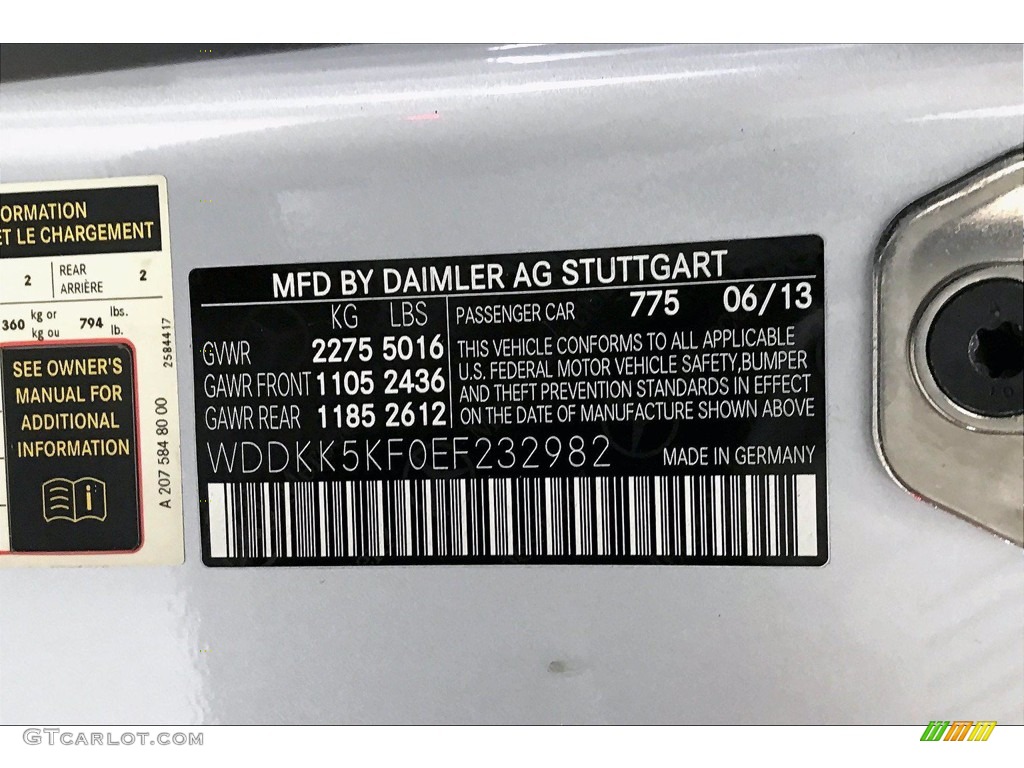 ORMATION
ET LE CHARGEMENT
2 REAR ARRIÈRE 2
360 kg or kg ou 794 lbs. lb.
SEE OWNER'S
MANUAL FOR
ADDITIONAL
INFORMATION
A 207 584 80 00
2584417
MFD BY DAIMLER AG STUTTGART
KG LBS
GVWR 2275 5016
GAWR FRONT 1105 2436
GAWR REAR 1185 2612
PASSENGER CAR 775 06/13
THIS VEHICLE CONFORMS TO ALL APPLICABLE
U.S. FEDERAL MOTOR VEHICLE SAFETY,BUMPER
AND THEFT PREVENTION STANDARDS IN EFFECT
ON THE DATE OF MANUFACTURE SHOWN ABOVE
WDDKK5KF0EF232982 MADE IN GERMANY
GTCARLOT.COM